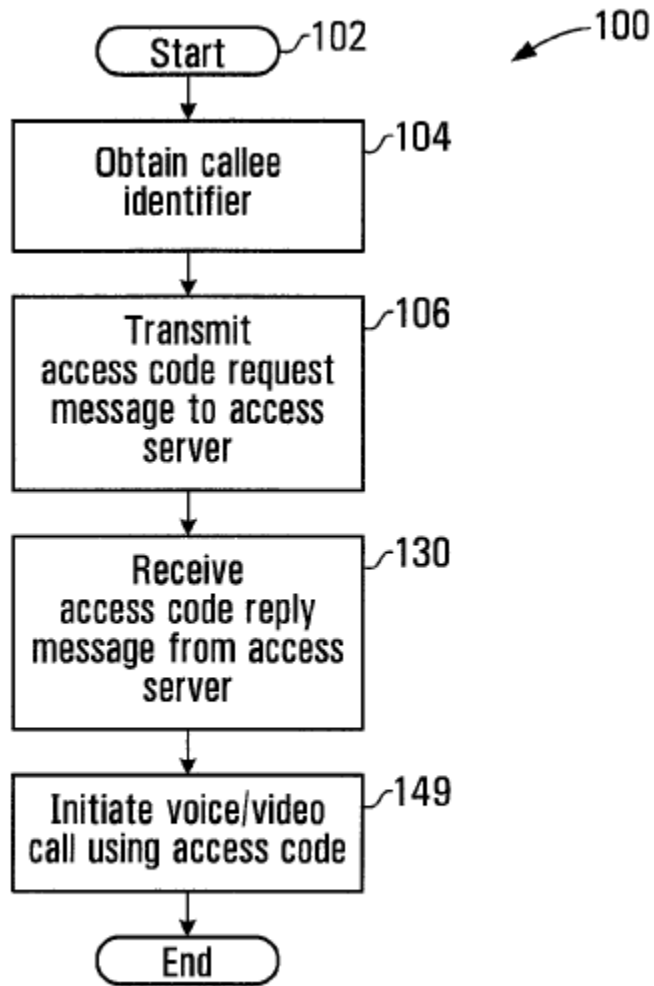 100
Start
102
Obtain callee
identifier
104
Transmit
access code request
message to access
server
106
Receive
access code reply
message from access
server
130
Initiate voice/video
call using access code
149
End